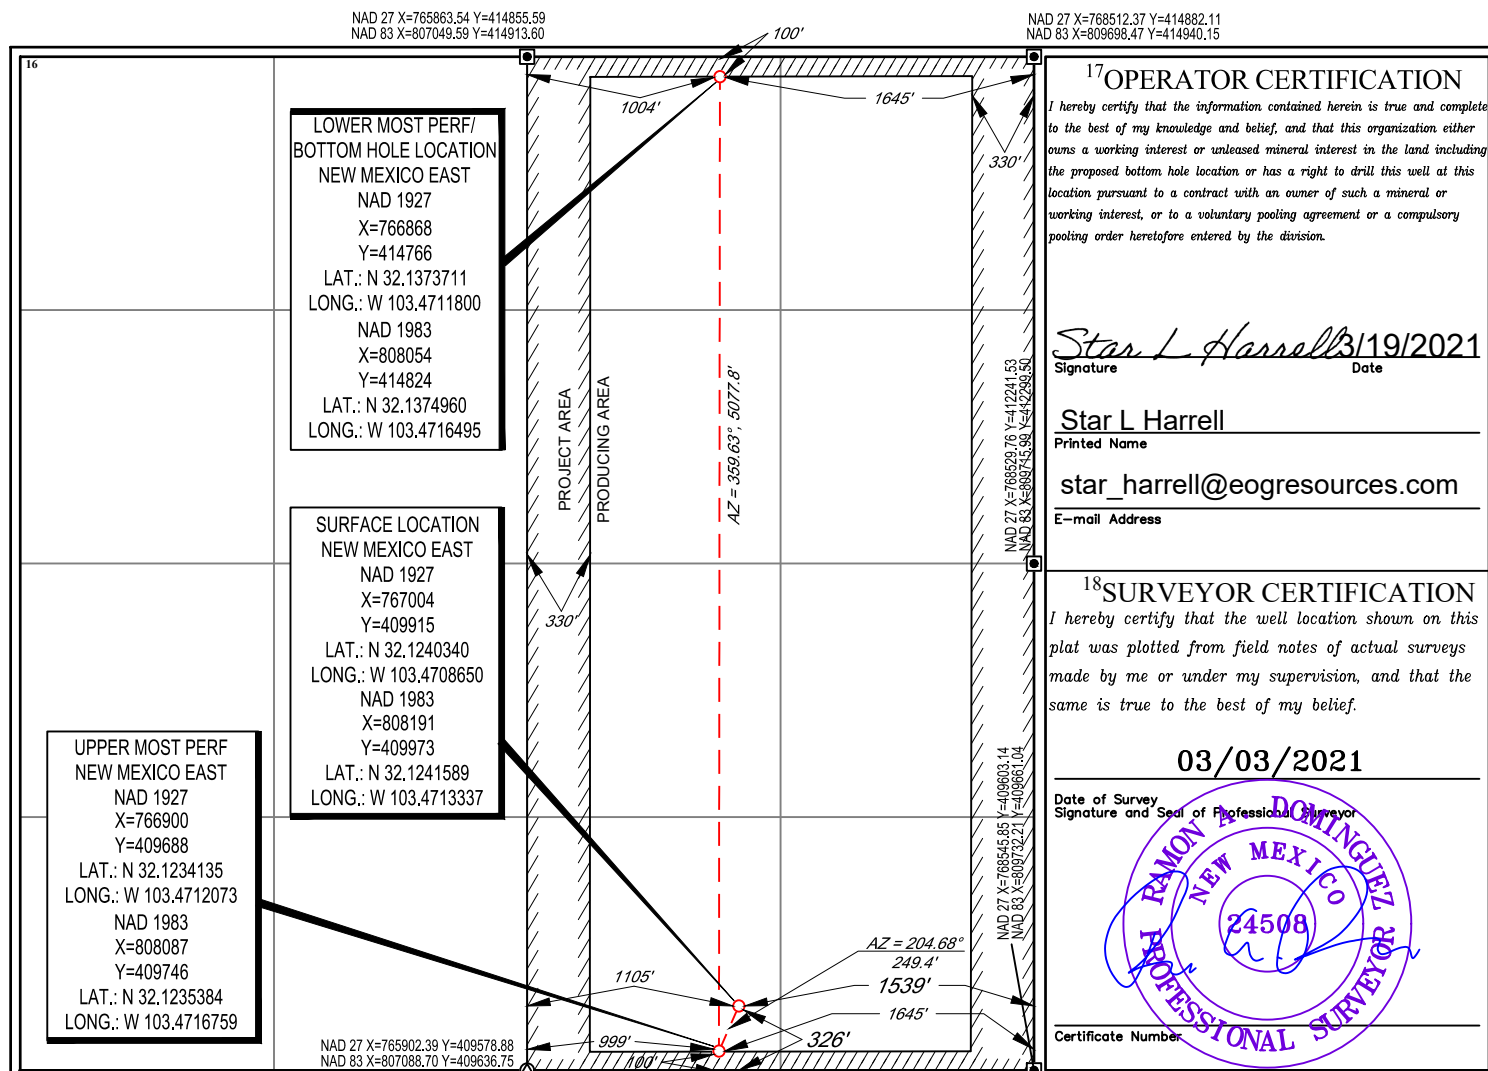 NAD 27 X=765863.54 Y=414855.59
NAD 83 X=807049.59 Y=414913.60
NAD 27 X=768512.37 Y=414882.11
NAD 83 X=809698.47 Y=414940.15
16
100'
1004'
1645'
330'
LOWER MOST PERF/
BOTTOM HOLE LOCATION
NEW MEXICO EAST
NAD 1927
X=766868
Y=414766
LAT.: N 32.1373711
LONG.: W 103.4711800
NAD 1983
X=808054
Y=414824
LAT.: N 32.1374960
LONG.: W 103.4716495
PROJECT AREA
PRODUCING AREA
AZ = 359.63°, 5077.8'
NAD 27 X=768529.76 Y=412241.53
NAD 83 X=809715.99 Y=412299.50
330'
SURFACE LOCATION
NEW MEXICO EAST
NAD 1927
X=767004
Y=409915
LAT.: N 32.1240340
LONG.: W 103.4708650
NAD 1983
X=808191
Y=409973
LAT.: N 32.1241589
LONG.: W 103.4713337
UPPER MOST PERF
NEW MEXICO EAST
NAD 1927
X=766900
Y=409688
LAT.: N 32.1234135
LONG.: W 103.4712073
NAD 1983
X=808087
Y=409746
LAT.: N 32.1235384
LONG.: W 103.4716759
NAD 27 X=768545.85 Y=409603.14
NAD 83 X=809732.21 Y=409661.04
AZ = 204.68°
249.4'
1105'
1539'
1645'
999'
326'
100'
NAD 27 X=765902.39 Y=409578.88
NAD 83 X=807088.70 Y=409636.75
17OPERATOR CERTIFICATION
I hereby certify that the information contained herein is true and complete
to the best of my knowledge and belief, and that this organization either
owns a working interest or unleased mineral interest in the land including
the proposed bottom hole location or has a right to drill this well at this
location pursuant to a contract with an owner of such a mineral or
working interest, or to a voluntary pooling agreement or a compulsory
pooling order heretofore entered by the division.
Star L Harrell 3/19/2021
Signature Date
Star L Harrell
Printed Name
star_harrell@eogresources.com
E-mail Address
18SURVEYOR CERTIFICATION
I hereby certify that the well location shown on this
plat was plotted from field notes of actual surveys
made by me or under my supervision, and that the
same is true to the best of my belief.
03/03/2021
Date of Survey
Signature and Seal of Professional Surveyor
RAMON A. DOMINGUEZ
NEW MEXICO
24508
PROFESSIONAL SURVEYOR
Certificate Number